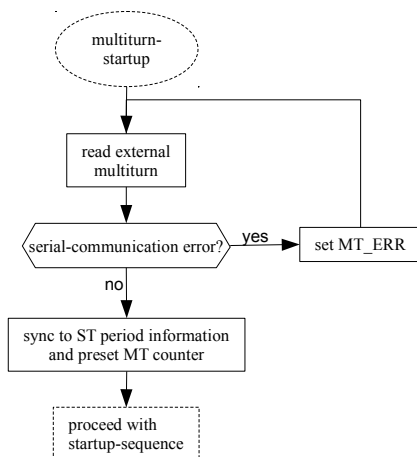 multiturn-
startup
read external
multiturn
serial-communication error?
yes
set MT_ERR
no
sync to ST period information
and preset MT counter
proceed with
startup-sequence